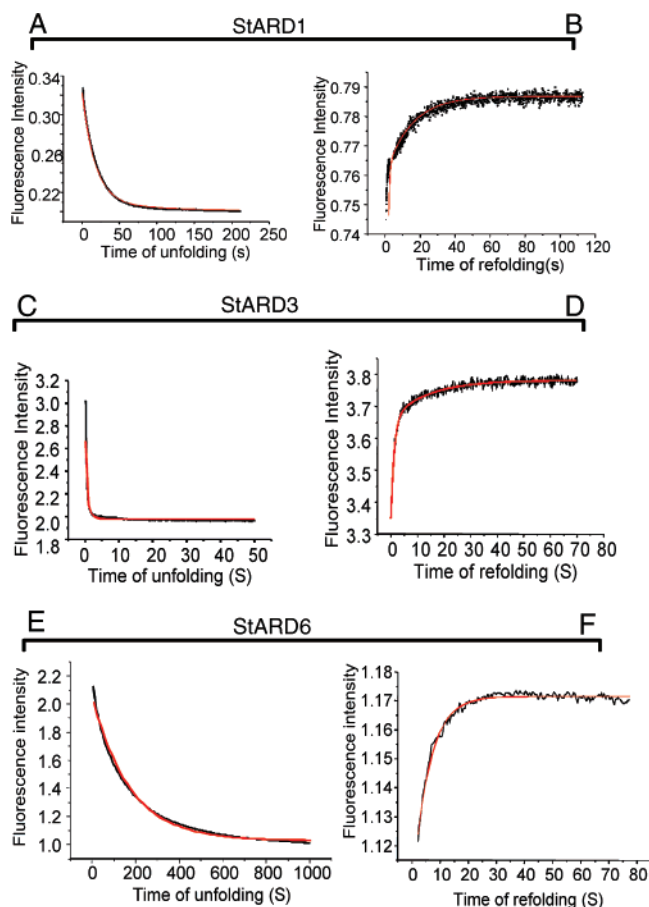 A StARD1 B
0.34
0.30
0.26
0.22
Fluorescence Intensity
0 50 100 150 200 250
Time of unfolding (s)
0.79
0.78
0.77
0.76
0.75
0.74
Fluorescence Intensity
0 20 40 60 80 100 120
Time of refolding(s)
C StARD3 D
3.2
3.0
2.8
2.6
2.4
2.2
2.0
1.8
Fluorescence Intensity
0 10 20 30 40 50
Time of unfolding (S)
3.8
3.7
3.6
3.5
3.4
3.3
Fluorescence Intensity
0 10 20 30 40 50 60 70 80
Time of refolding (S)
E StARD6 F
2.2
2.0
1.8
1.6
1.4
1.2
1.0
Fluorescence intensity
0 200 400 600 800 1000
Time of unfolding (S)
1.18
1.17
1.16
1.15
1.14
1.13
1.12
Fluorescence intensity
0 20 40 60 80
Time of refolding (S)